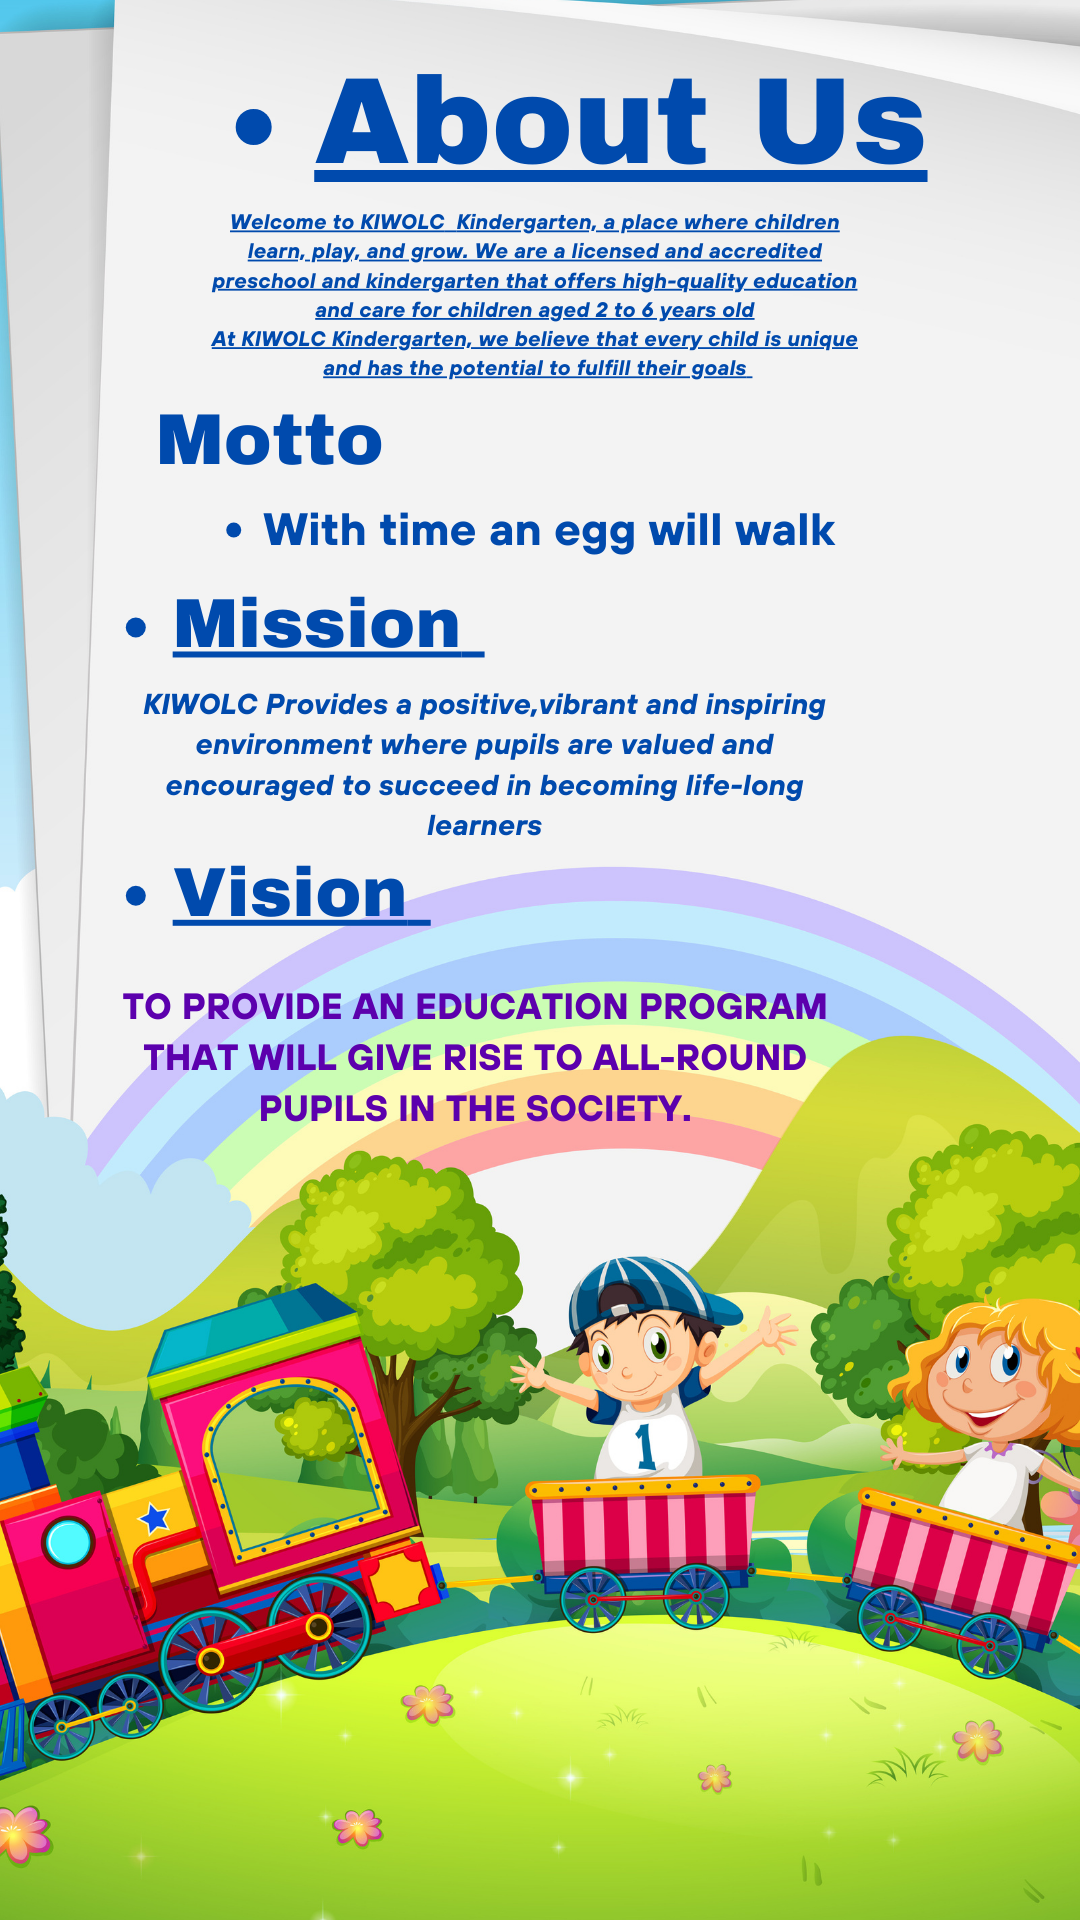 • About Us
Welcome to KIWOLC Kindergarten, a place where children
learn, play, and grow. We are a licensed and accredited
preschool and kindergarten that offers high-quality education
and care for children aged 2 to 6 years old
At KIWOLC Kindergarten, we believe that every child is unique
and has the potential to fulfill their goals
Motto
• With time an egg will walk
• Mission
KIWOLC Provides a positive,vibrant and inspiring
environment where pupils are valued and
encouraged to succeed in becoming life-long
learners
• Vision
TO PROVIDE AN EDUCATION PROGRAM
THAT WILL GIVE RISE TO ALL-ROUND
PUPILS IN THE SOCIETY.
1